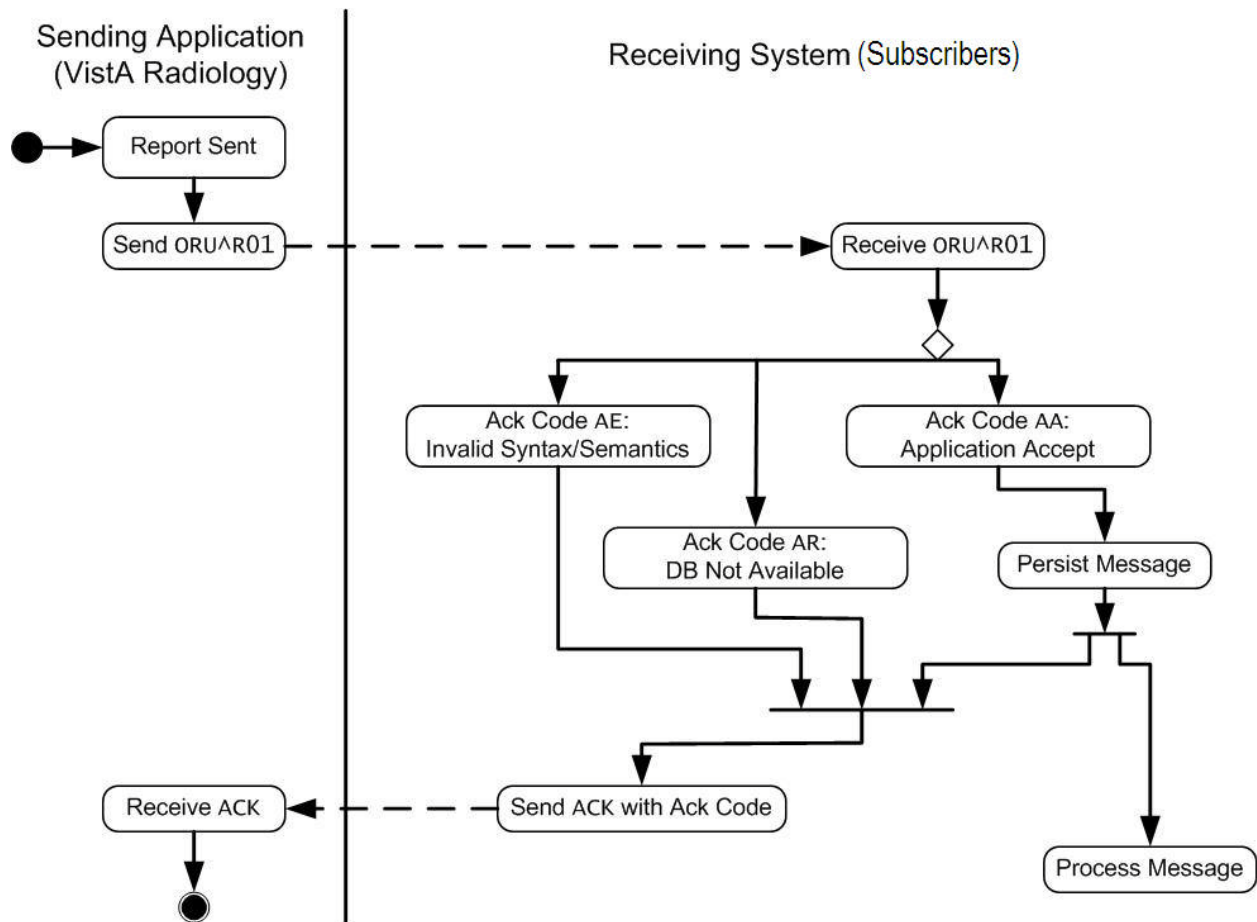 Sending Application
(VistA Radiology)
Receiving System (Subscribers)
Report Sent
Send ORU^R01
Receive ORU^R01
Ack Code AE:
Invalid Syntax/Semantics
Ack Code AA:
Application Accept
Ack Code AR:
DB Not Available
Persist Message
Receive ACK
Send ACK with Ack Code
Process Message